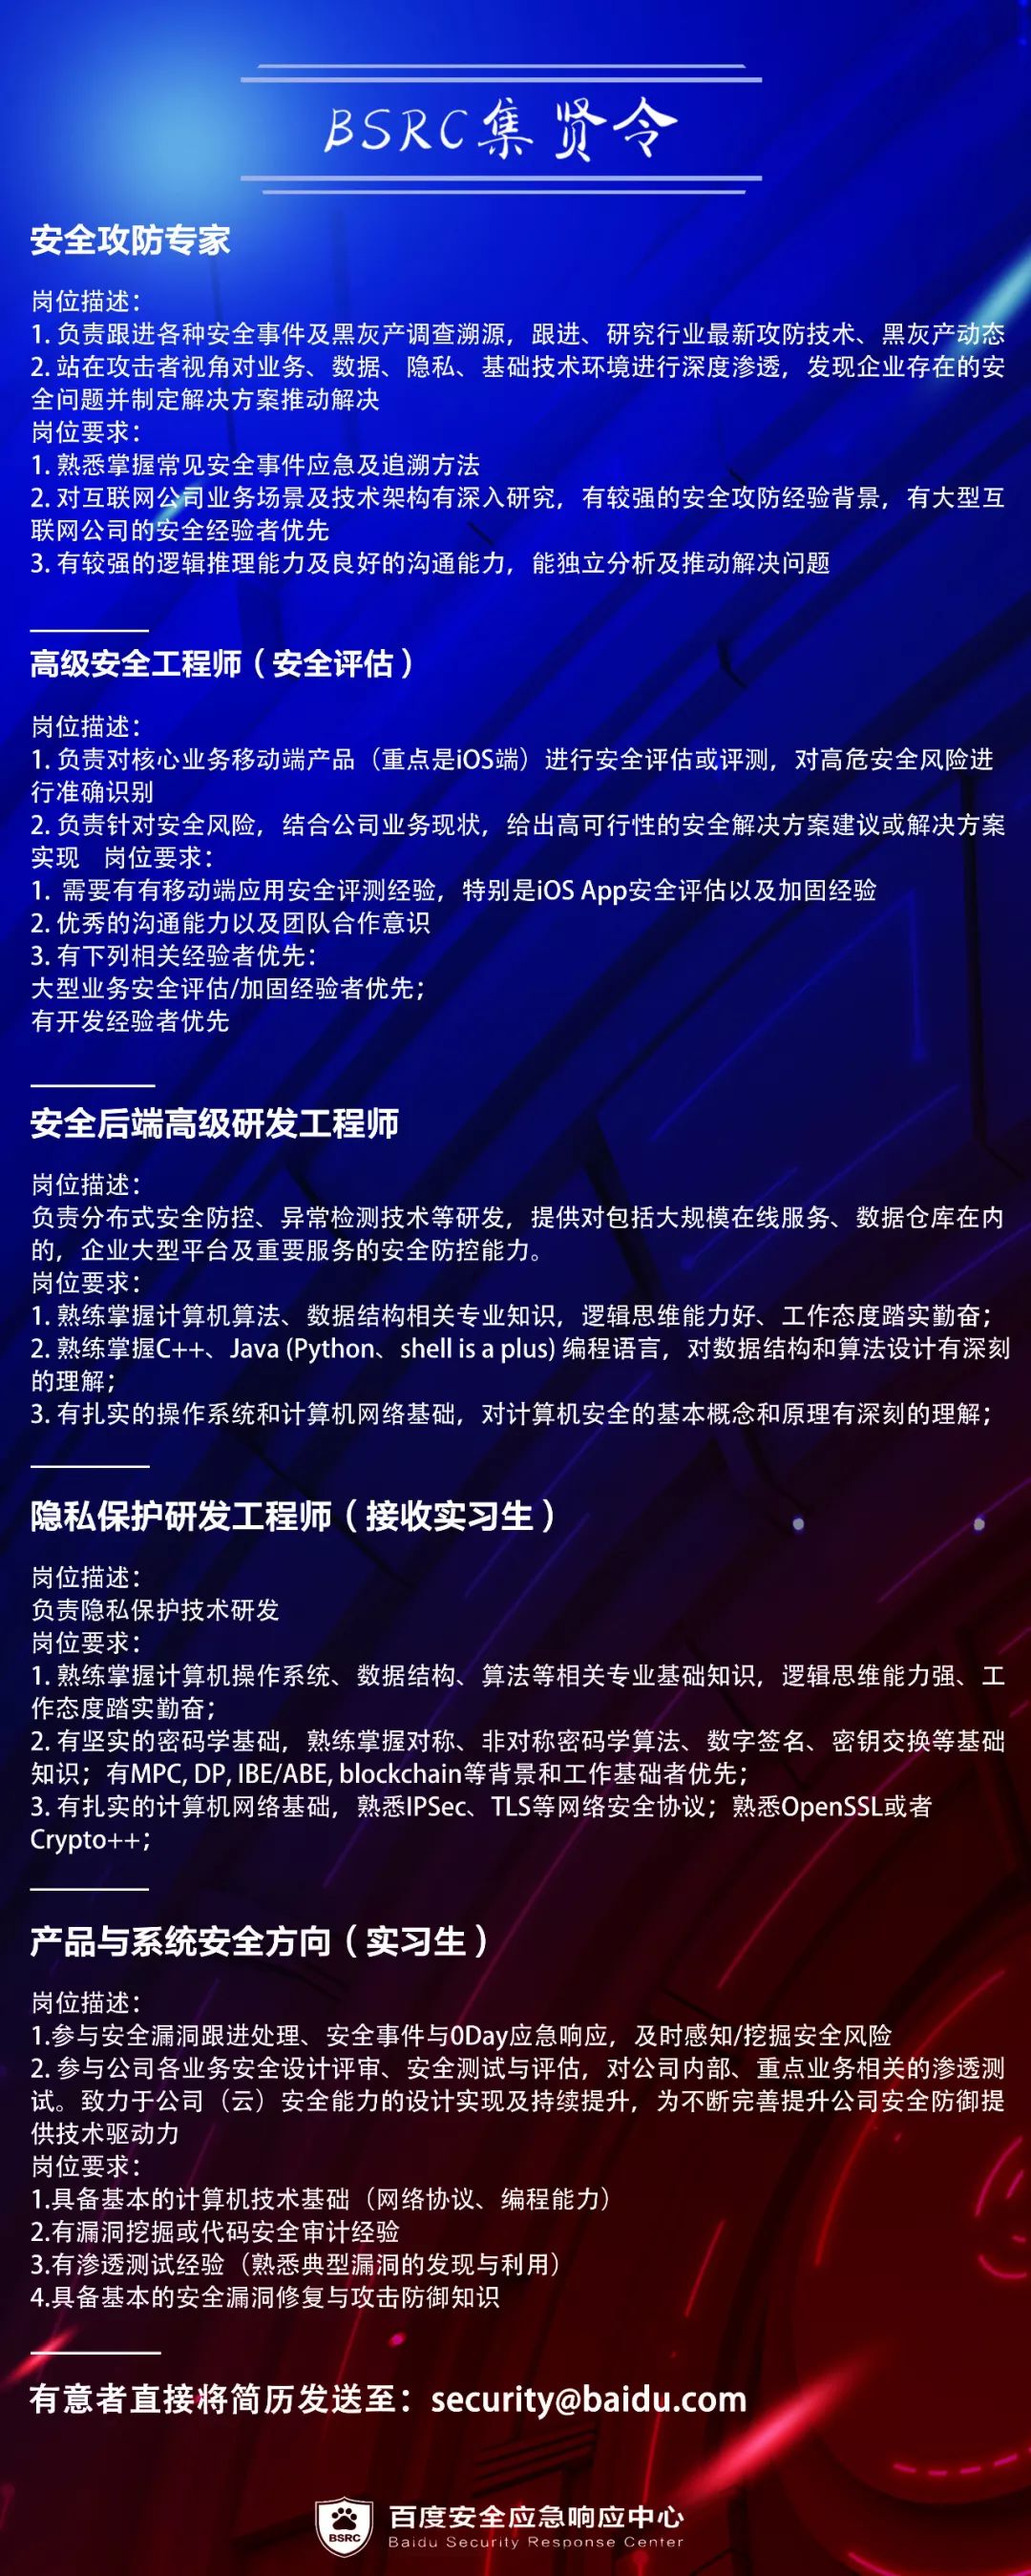 BSRC集贤令
安全攻防专家
岗位描述：
1. 负责跟进各种安全事件及黑灰产调查溯源，跟进、研究行业最新攻防技术、黑灰产动态
2. 站在攻击者视角对业务、数据、隐私、基础技术环境进行深度渗透，发现企业存在的安
全问题并制定解决方案推动解决
岗位要求：
1. 熟悉掌握常见安全事件应急及追溯方法
2. 对互联网公司业务场景及技术架构有深入研究，有较强的安全攻防经验背景，有大型互
联网公司的安全经验者优先
3. 有较强的逻辑推理能力及良好的沟通能力，能独立分析及推动解决问题
高级安全工程师（安全评估）
岗位描述：
1. 负责对核心业务移动端产品（重点是iOS端）进行安全评估或评测，对高危安全风险进
行准确识别
2. 负责针对安全风险，结合公司业务现状，给出高可行性的安全解决方案建议或解决方案
实现　岗位要求：
1. 需要有有移动端应用安全评测经验，特别是iOS App安全评估以及加固经验
2. 优秀的沟通能力以及团队合作意识
3. 有下列相关经验者优先：
大型业务安全评估/加固经验者优先；
有开发经验者优先
安全后端高级研发工程师
岗位描述：
负责分布式安全防控、异常检测技术等研发，提供对包括大规模在线服务、数据仓库在内
的，企业大型平台及重要服务的安全防控能力。
岗位要求：
1. 熟练掌握计算机算法、数据结构相关专业知识，逻辑思维能力好、工作态度踏实勤奋；
2. 熟练掌握C++、Java (Python、shell is a plus) 编程语言，对数据结构和算法设计有深刻
的理解；
3. 有扎实的操作系统和计算机网络基础，对计算机安全的基本概念和原理有深刻的理解；
隐私保护研发工程师（接收实习生）
岗位描述：
负责隐私保护技术研发
岗位要求：
1. 熟练掌握计算机操作系统、数据结构、算法等相关专业基础知识，逻辑思维能力强、工
作态度踏实勤奋；
2. 有坚实的密码学基础，熟练掌握对称、非对称密码学算法、数字签名、密钥交换等基础
知识；有MPC, DP, IBE/ABE, blockchain等背景和工作基础者优先；
3. 有扎实的计算机网络基础，熟悉IPSec、TLS等网络安全协议；熟悉OpenSSL或者
Crypto++；
产品与系统安全方向（实习生）
岗位描述：
1.参与安全漏洞跟进处理、安全事件与0Day应急响应，及时感知/挖掘安全风险
2. 参与公司各业务安全设计评审、安全测试与评估，对公司内部、重点业务相关的渗透测
试。致力于公司（云）安全能力的设计实现及持续提升，为不断完善提升公司安全防御提
供技术驱动力
岗位要求：
1.具备基本的计算机技术基础（网络协议、编程能力）
2.有漏洞挖掘或代码安全审计经验
3.有渗透测试经验（熟悉典型漏洞的发现与利用）
4.具备基本的安全漏洞修复与攻击防御知识
有意者直接将简历发送至：security@baidu.com
BSRC
百度安全应急响应中心
Baidu Security Response Center